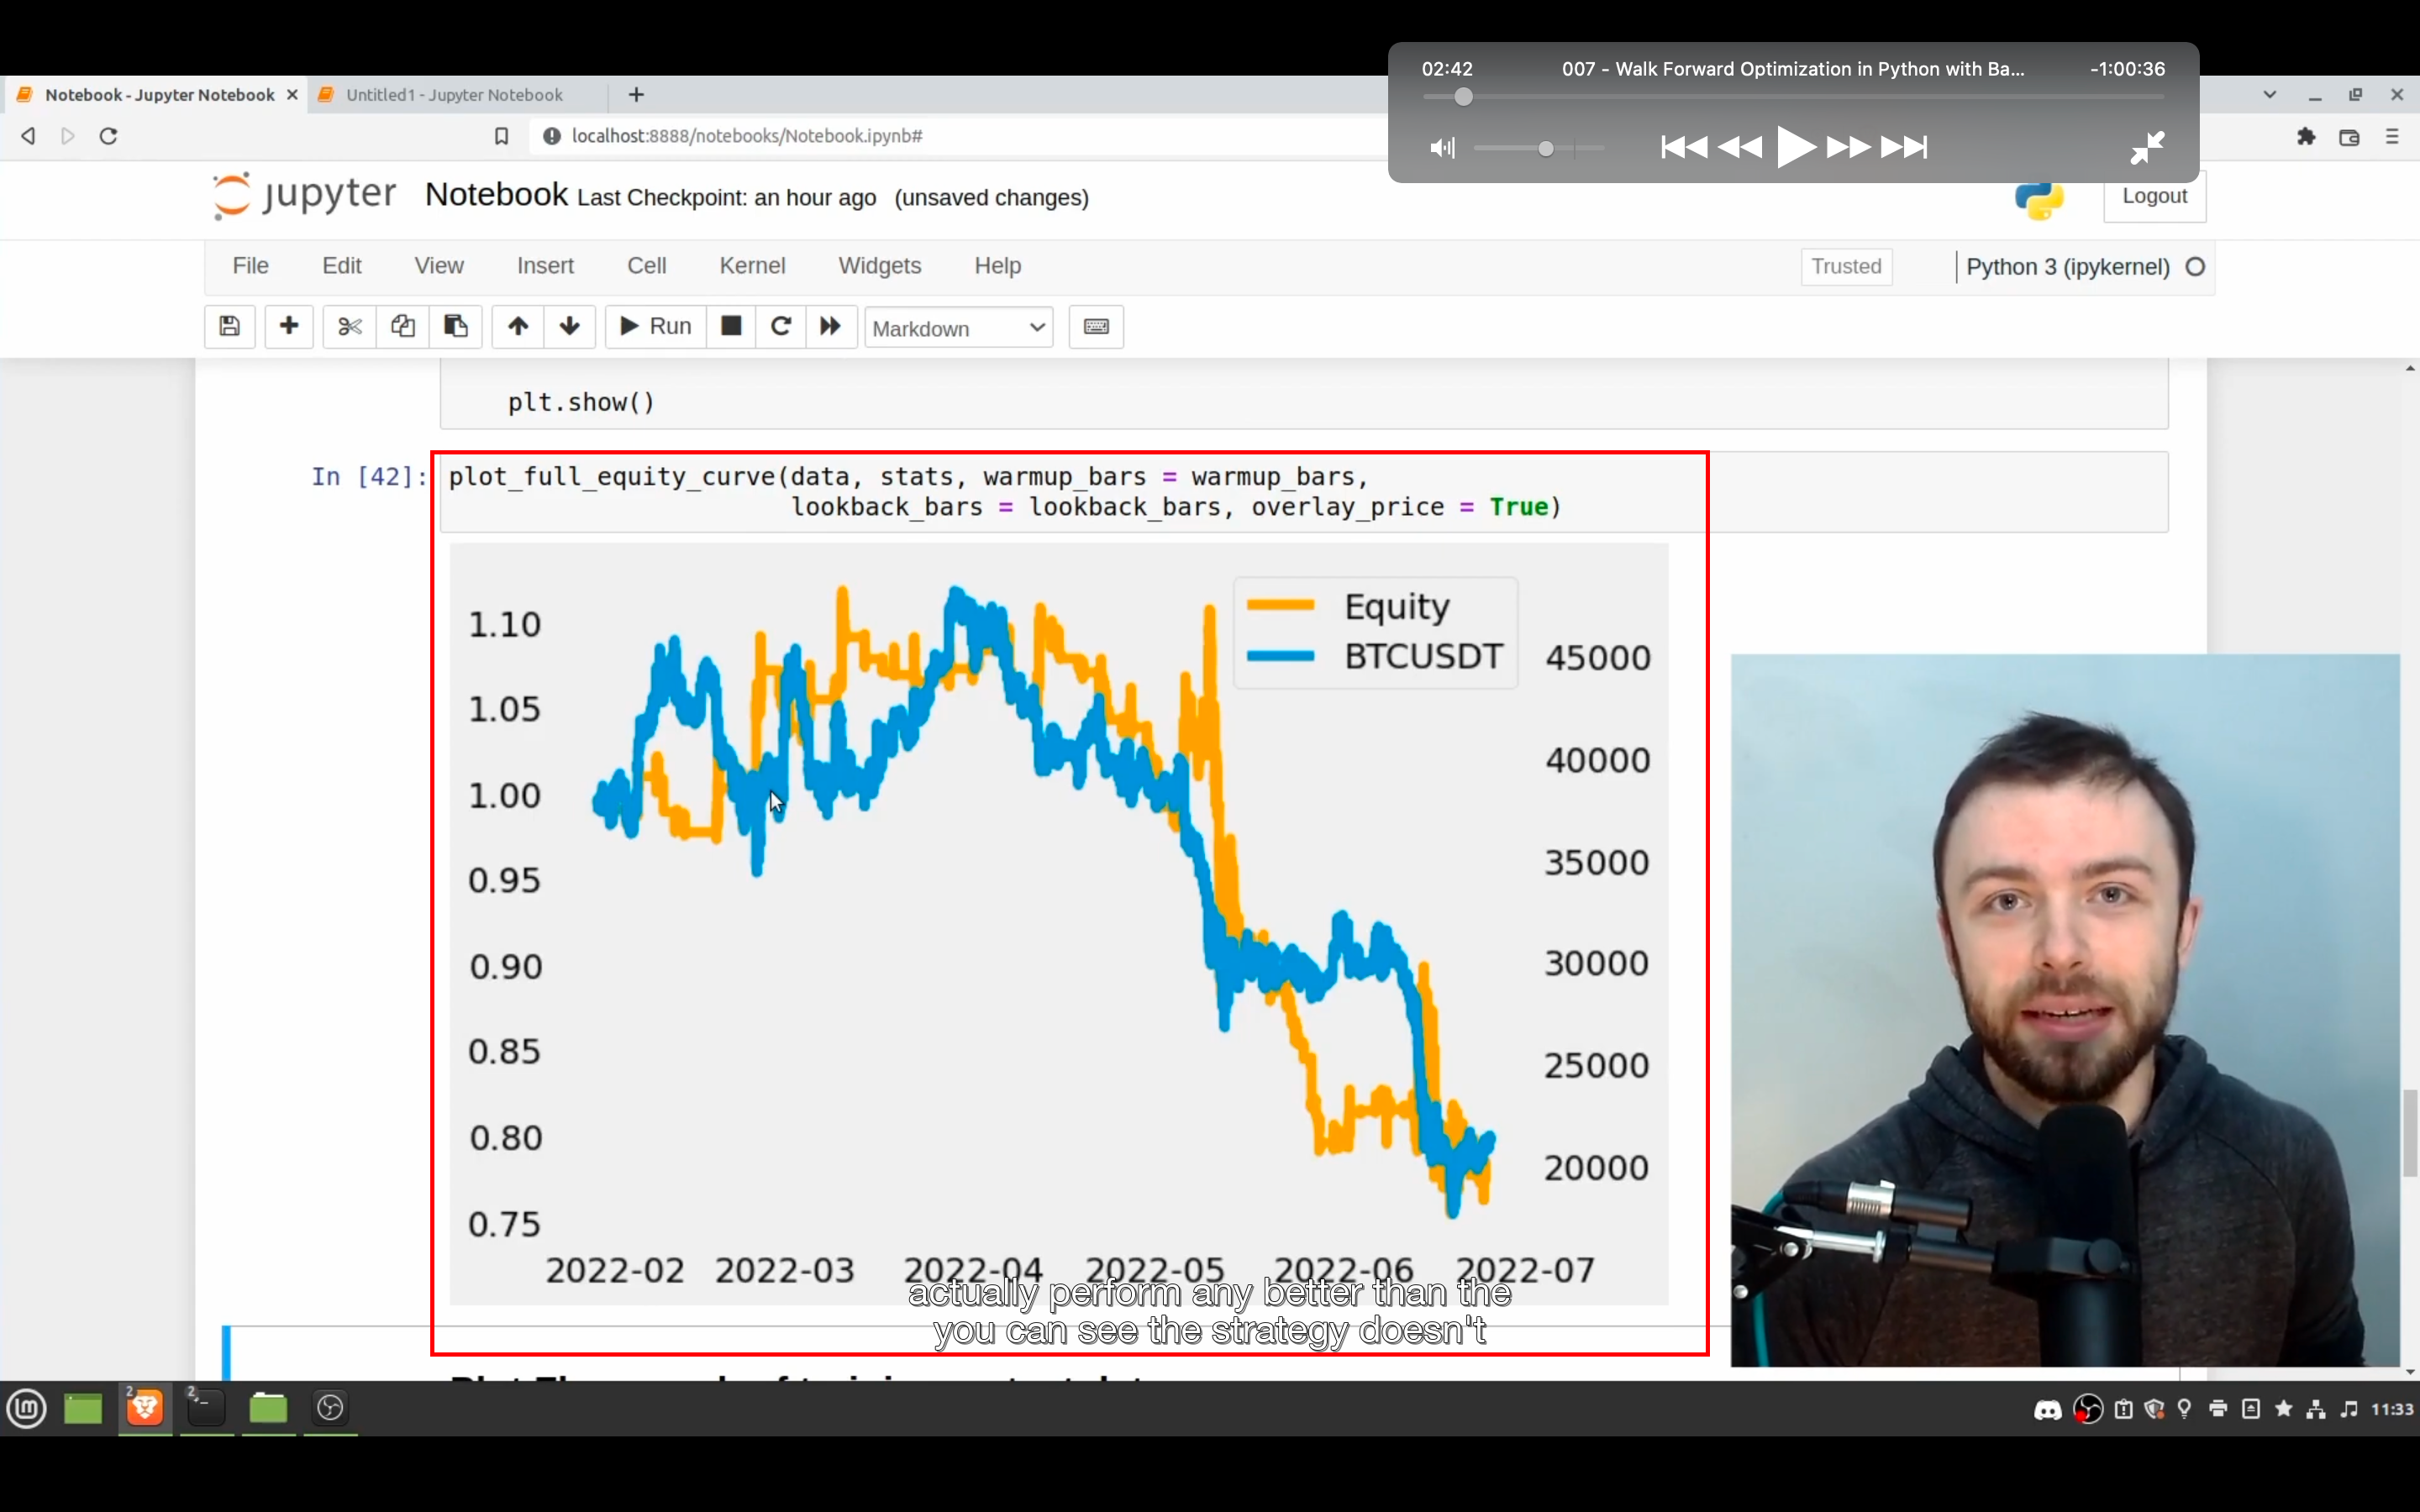 02:42 007 - Walk Forward Optimization in Python with Ba... -1:00:36
Notebook - Jupyter Notebook Untitled1 - Jupyter Notebook
localhost:8888/notebooks/Notebook.ipynb#
jupyter Notebook Last Checkpoint: an hour ago (unsaved changes) Logout
File Edit View Insert Cell Kernel Widgets Help Trusted Python 3 (ipykernel)
Run Markdown
plt.show()
In [42]: plot_full_equity_curve(data, stats, warmup_bars = warmup_bars,
lookback_bars = lookback_bars, overlay_price = True)
Equity
BTCUSDT
1.10
1.05
1.00
0.95
0.90
0.85
0.80
0.75
45000
40000
35000
30000
25000
20000
2022-02 2022-03 2022-04 2022-05 2022-06 2022-07
actually perform any better than the
you can see the strategy doesn't
2 2 11:33